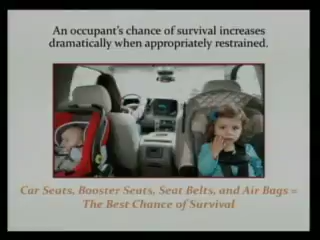 An occupant's chance of survival increases
dramatically when appropriately restrained.
Car Seats, Booster Seats, Seat Belts, and Air Bags =
The Best Chance of Survival